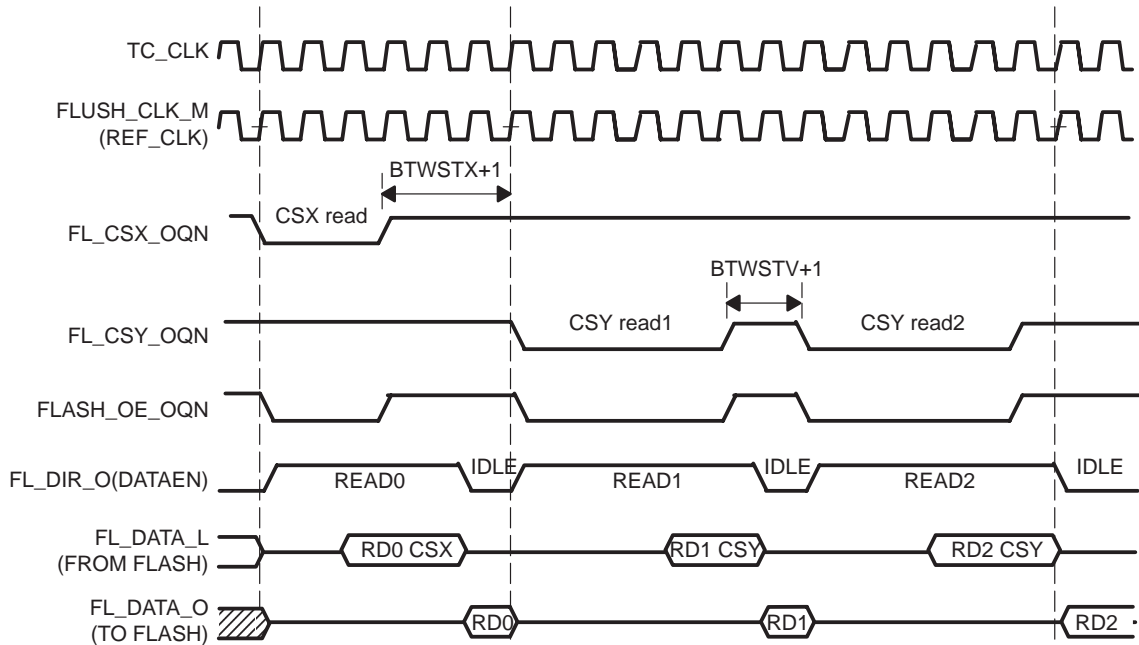 TC_CLK
FLUSH_CLK_M
(REF_CLK)
BTWSTX+1
CSX read
FL_CSX_OQN
BTWSTV+1
CSY read1
CSY read2
FL_CSY_OQN
FLASH_OE_OQN
FL_DIR_O(DATAEN)
READ0
IDLE
READ1
IDLE
READ2
IDLE
FL_DATA_L
(FROM FLASH)
RD0 CSX
RD1 CSY
RD2 CSY
FL_DATA_O
(TO FLASH)
RD0
RD1
RD2